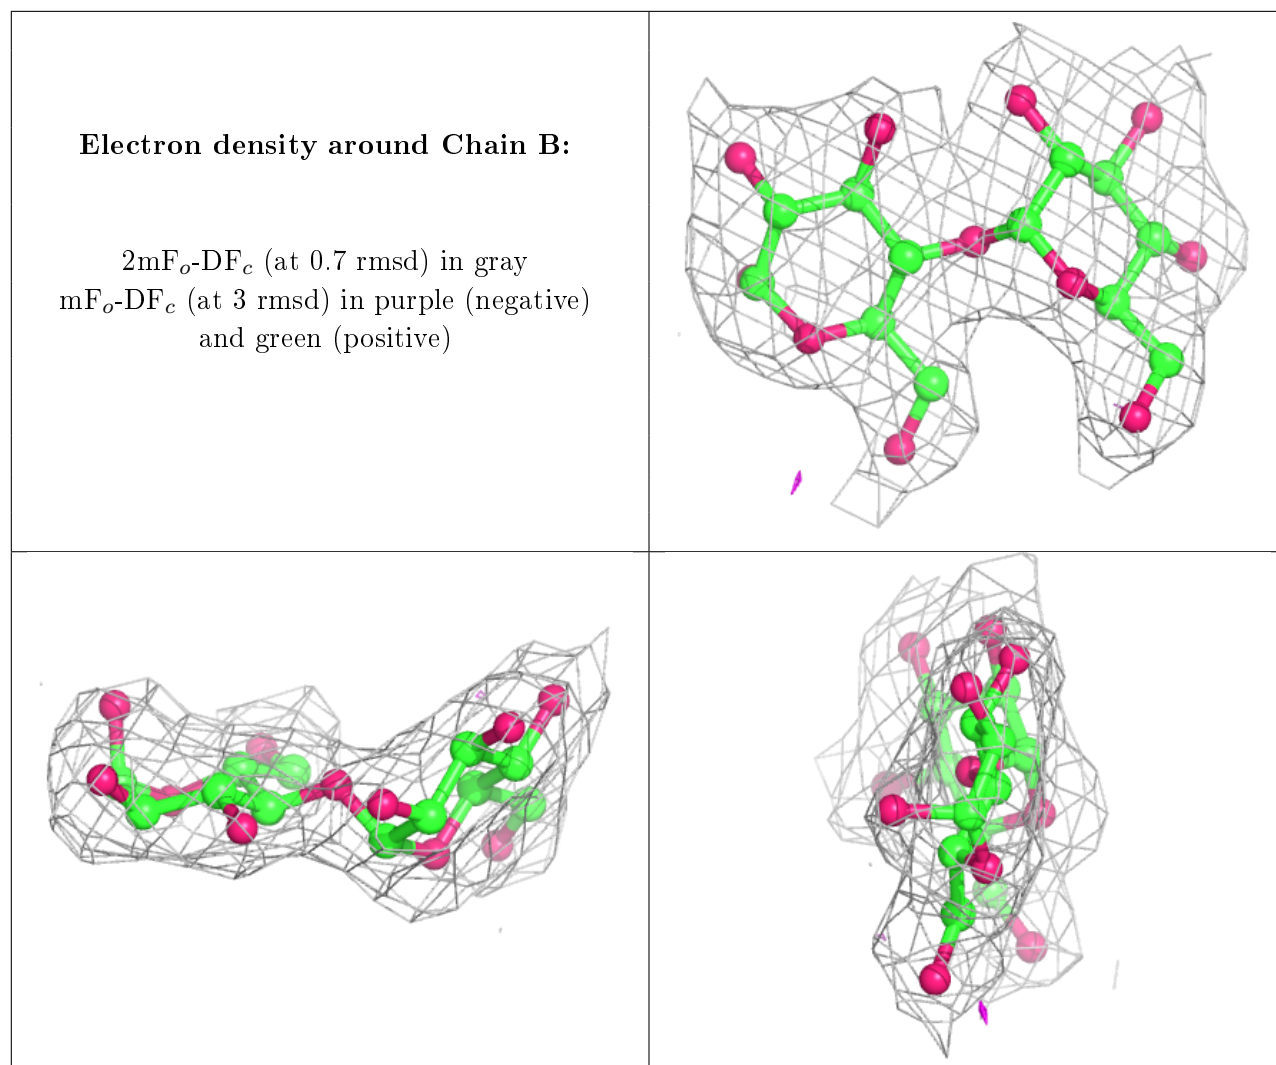 Electron density around Chain B:
2mFₒ-DF𝒸 (at 0.7 rmsd) in gray
mFₒ-DF𝒸 (at 3 rmsd) in purple (negative)
and green (positive)